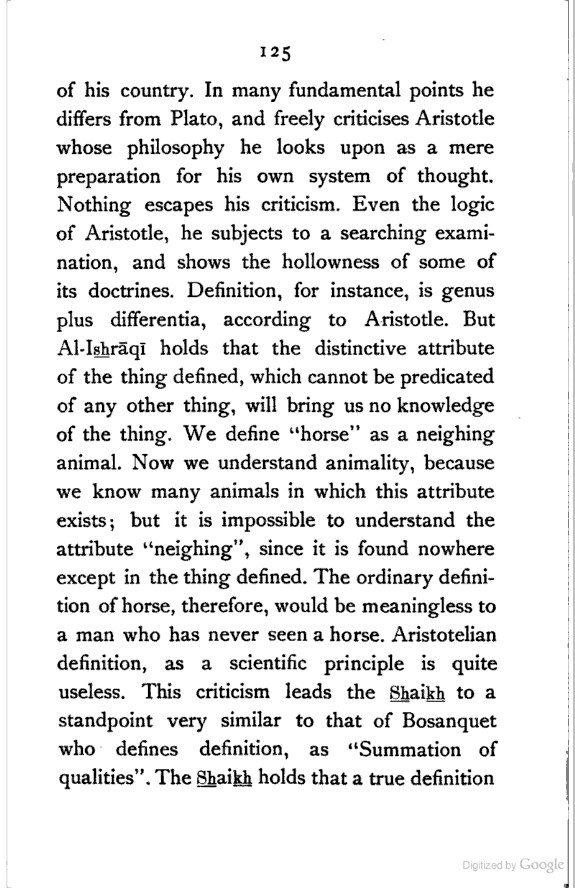 125
of his country. In many fundamental points he
differs from Plato, and freely criticises Aristotle
whose philosophy he looks upon as a mere
preparation for his own system of thought.
Nothing escapes his criticism. Even the logic
of Aristotle, he subjects to a searching exami-
nation, and shows the hollowness of some of
its doctrines. Definition, for instance, is genus
plus differentia, according to Aristotle. But
Al-Ishrāqī holds that the distinctive attribute
of the thing defined, which cannot be predicated
of any other thing, will bring us no knowledge
of the thing. We define “horse” as a neighing
animal. Now we understand animality, because
we know many animals in which this attribute
exists; but it is impossible to understand the
attribute “neighing”, since it is found nowhere
except in the thing defined. The ordinary defini-
tion of horse, therefore, would be meaningless to
a man who has never seen a horse. Aristotelian
definition, as a scientific principle is quite
useless. This criticism leads the Shaikh to a
standpoint very similar to that of Bosanquet
who defines definition, as “Summation of
qualities”. The Shaikh holds that a true definition
Digitized by Google